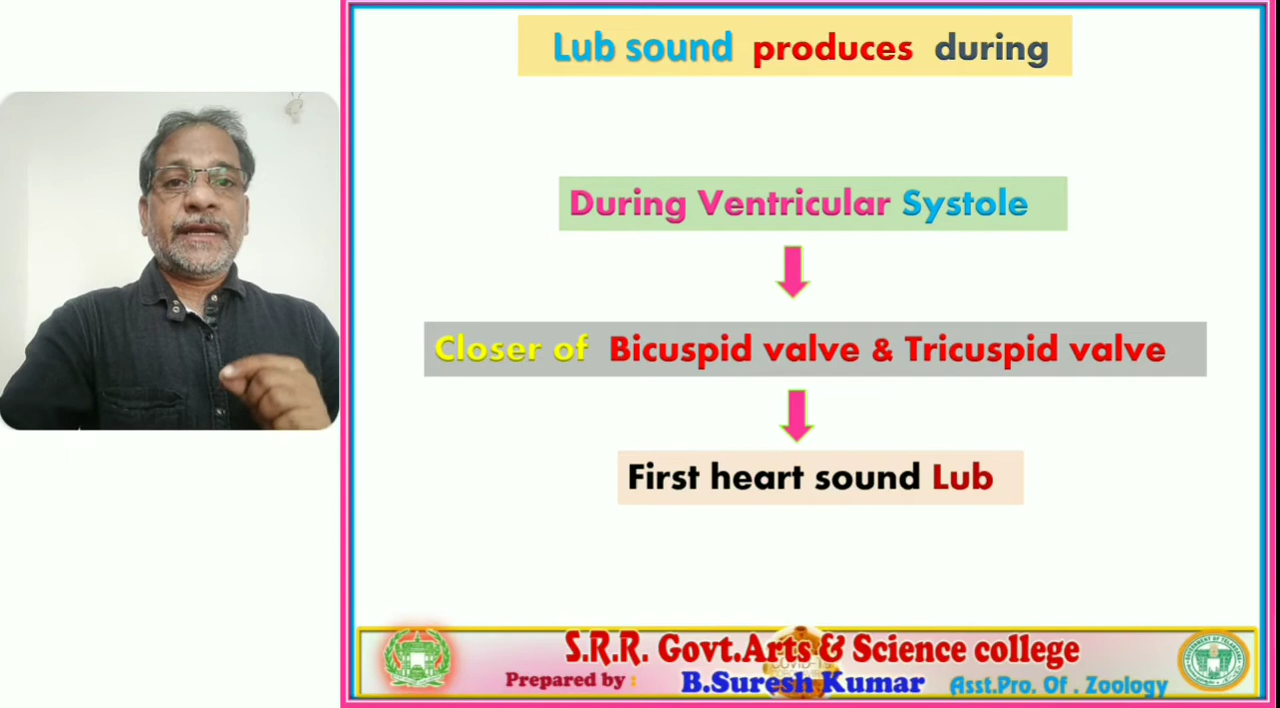 Lub sound produces during
During Ventricular Systole
Closer of Bicuspid valve & Tricuspid valve
First heart sound Lub
S.R.R. Govt.Arts & Science college
Prepared by : B.Suresh Kumar Asst.Pro. Of . Zoology